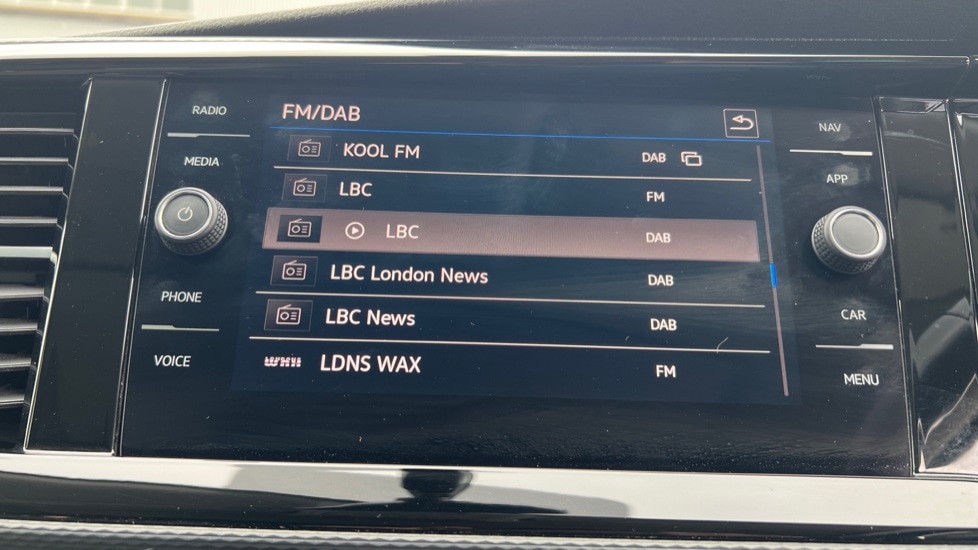 RADIO
MEDIA
PHONE
VOICE
FM/DAB
KOOL FM DAB
LBC FM
LBC DAB
LBC London News DAB
LBC News DAB
LDNS WAX FM
NAV
APP
CAR
MENU